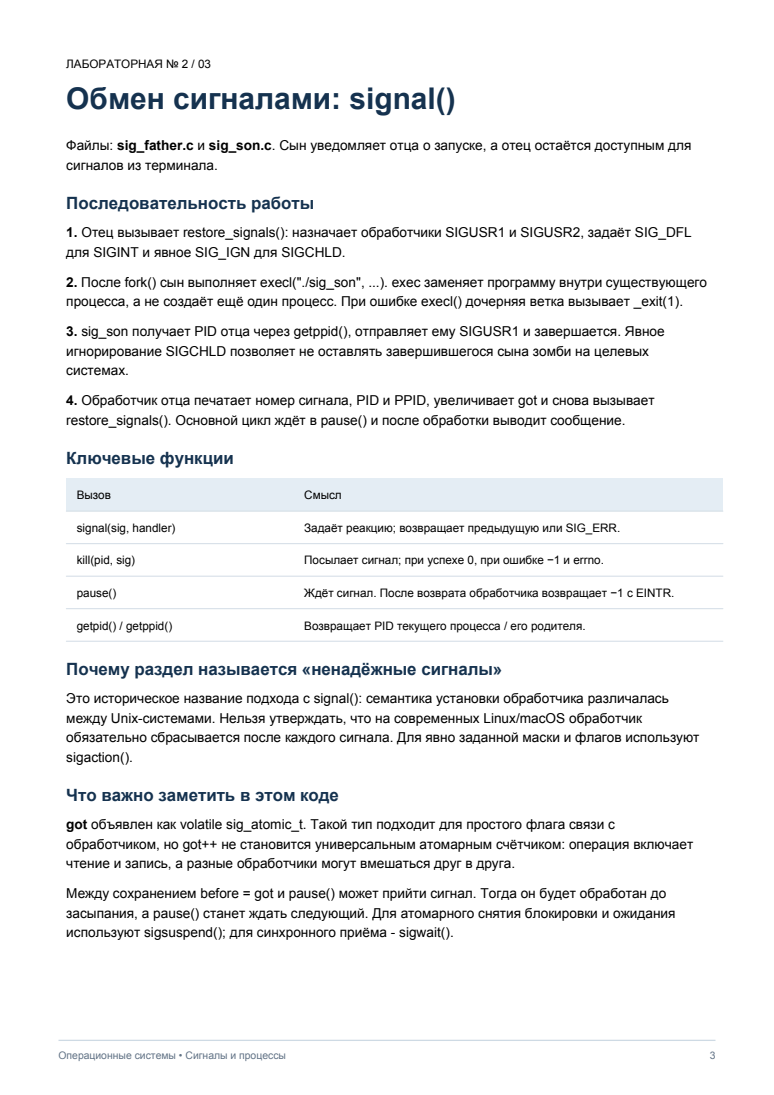 ЛАБОРАТОРНАЯ № 2 / 03
Обмен сигналами: signal()
Файлы: sig_father.c и sig_son.c. Сын уведомляет отца о запуске, а отец остаётся доступным для
сигналов из терминала.
Последовательность работы
1. Отец вызывает restore_signals(): назначает обработчики SIGUSR1 и SIGUSR2, задаёт SIG_DFL
для SIGINT и явное SIG_IGN для SIGCHLD.
2. После fork() сын выполняет execl("./sig_son", ...). exec заменяет программу внутри существующего
процесса, а не создаёт ещё один процесс. При ошибке execl() дочерняя ветка вызывает _exit(1).
3. sig_son получает PID отца через getppid(), отправляет ему SIGUSR1 и завершается. Явное
игнорирование SIGCHLD позволяет не оставлять завершившегося сына зомби на целевых
системах.
4. Обработчик отца печатает номер сигнала, PID и PPID, увеличивает got и снова вызывает
restore_signals(). Основной цикл ждёт в pause() и после обработки выводит сообщение.
Ключевые функции
Вызов Смысл
signal(sig, handler) Задаёт реакцию; возвращает предыдущую или SIG_ERR.
kill(pid, sig) Посылает сигнал; при успехе 0, при ошибке −1 и errno.
pause() Ждёт сигнал. После возврата обработчика возвращает −1 с EINTR.
getpid() / getppid() Возвращает PID текущего процесса / его родителя.
Почему раздел называется «ненадёжные сигналы»
Это историческое название подхода с signal(): семантика установки обработчика различалась
между Unix-системами. Нельзя утверждать, что на современных Linux/macOS обработчик
обязательно сбрасывается после каждого сигнала. Для явно заданной маски и флагов используют
sigaction().
Что важно заметить в этом коде
got объявлен как volatile sig_atomic_t. Такой тип подходит для простого флага связи с
обработчиком, но got++ не становится универсальным атомарным счётчиком: операция включает
чтение и запись, а разные обработчики могут вмешаться друг в друга.
Между сохранением before = got и pause() может прийти сигнал. Тогда он будет обработан до
засыпания, а pause() станет ждать следующий. Для атомарного снятия блокировки и ожидания
используют sigsuspend(); для синхронного приёма - sigwait().
Операционные системы • Сигналы и процессы 3